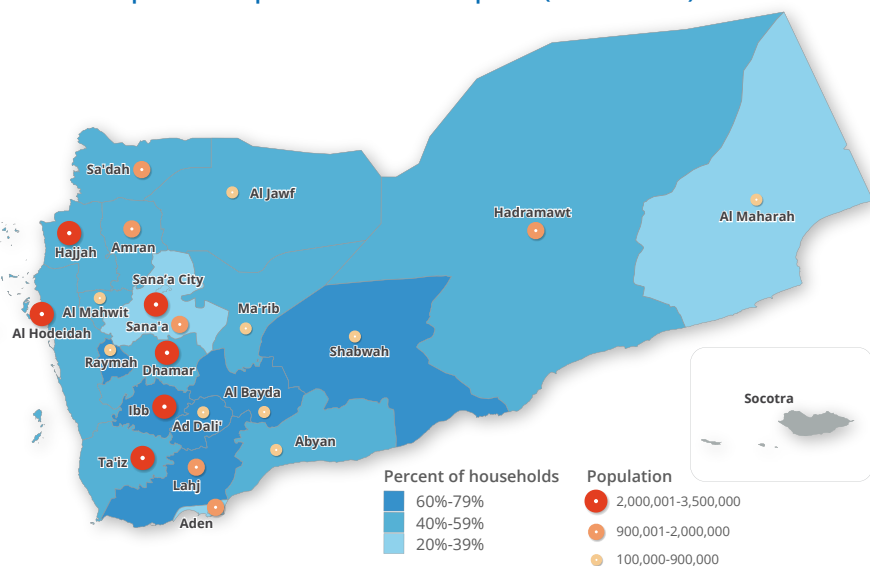 Sa'dah
Al Jawf
Hadramawt
Al Maharah
Hajjah
Amran
Sana'a City
Al Mahwit
Ma'rib
Sana'a
Al Hodeidah
Shabwah
Raymah
Dhamar
Al Bayda
Socotra
Ibb
Ad Dali'
Abyan
Ta'iz
Lahj
Aden
Percent of households
60%-79%
40%-59%
20%-39%
Population
2,000,001-3,500,000
900,001-2,000,000
100,000-900,000